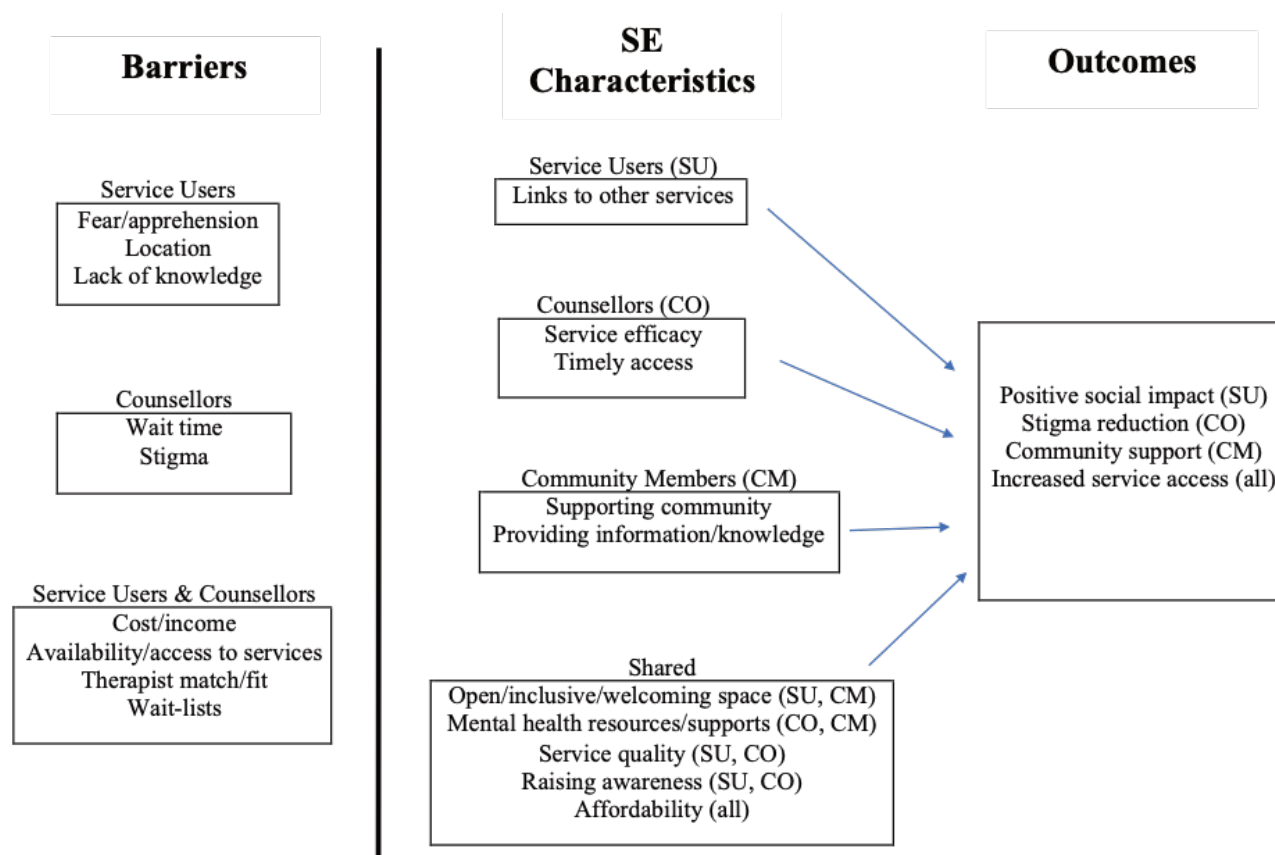 Barriers
Service Users
Fear/apprehension
Location
Lack of knowledge
Counsellors
Wait time
Stigma
Service Users & Counsellors
Cost/income
Availability/access to services
Therapist match/fit
Wait-lists
SE
Characteristics
Service Users (SU)
Links to other services
Counsellors (CO)
Service efficacy
Timely access
Community Members (CM)
Supporting community
Providing information/knowledge
Shared
Open/inclusive/welcoming space (SU, CM)
Mental health resources/supports (CO, CM)
Service quality (SU, CO)
Raising awareness (SU, CO)
Affordability (all)
Outcomes
Positive social impact (SU)
Stigma reduction (CO)
Community support (CM)
Increased service access (all)